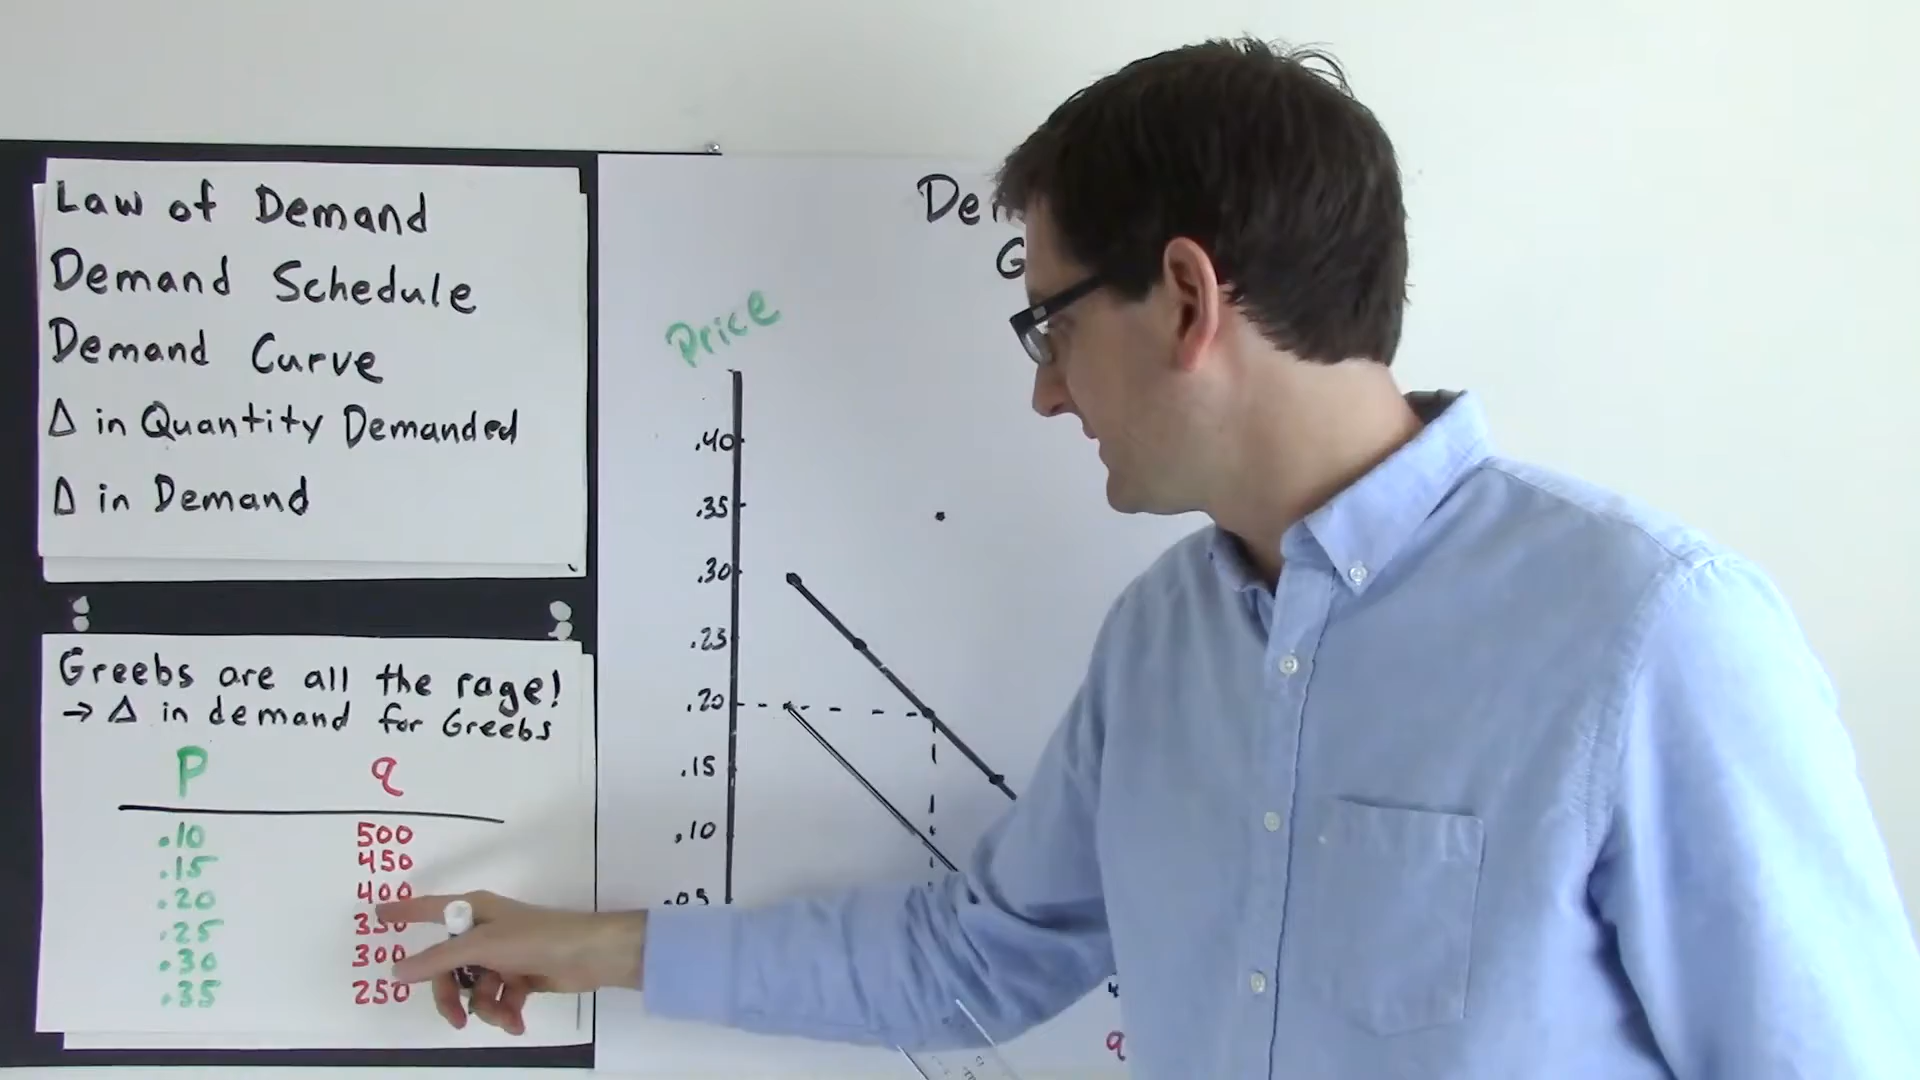 Law of Demand
Demand Schedule
Demand Curve
Δ in Quantity Demanded
Δ in Demand
Greebs are all the rage!
→ Δ in demand for Greebs
P q
.10 500
.15 450
.20 400
.25 350
.30 300
.35 250
Price
.40
.35
.30
.25
.20
.15
.10
.05
q